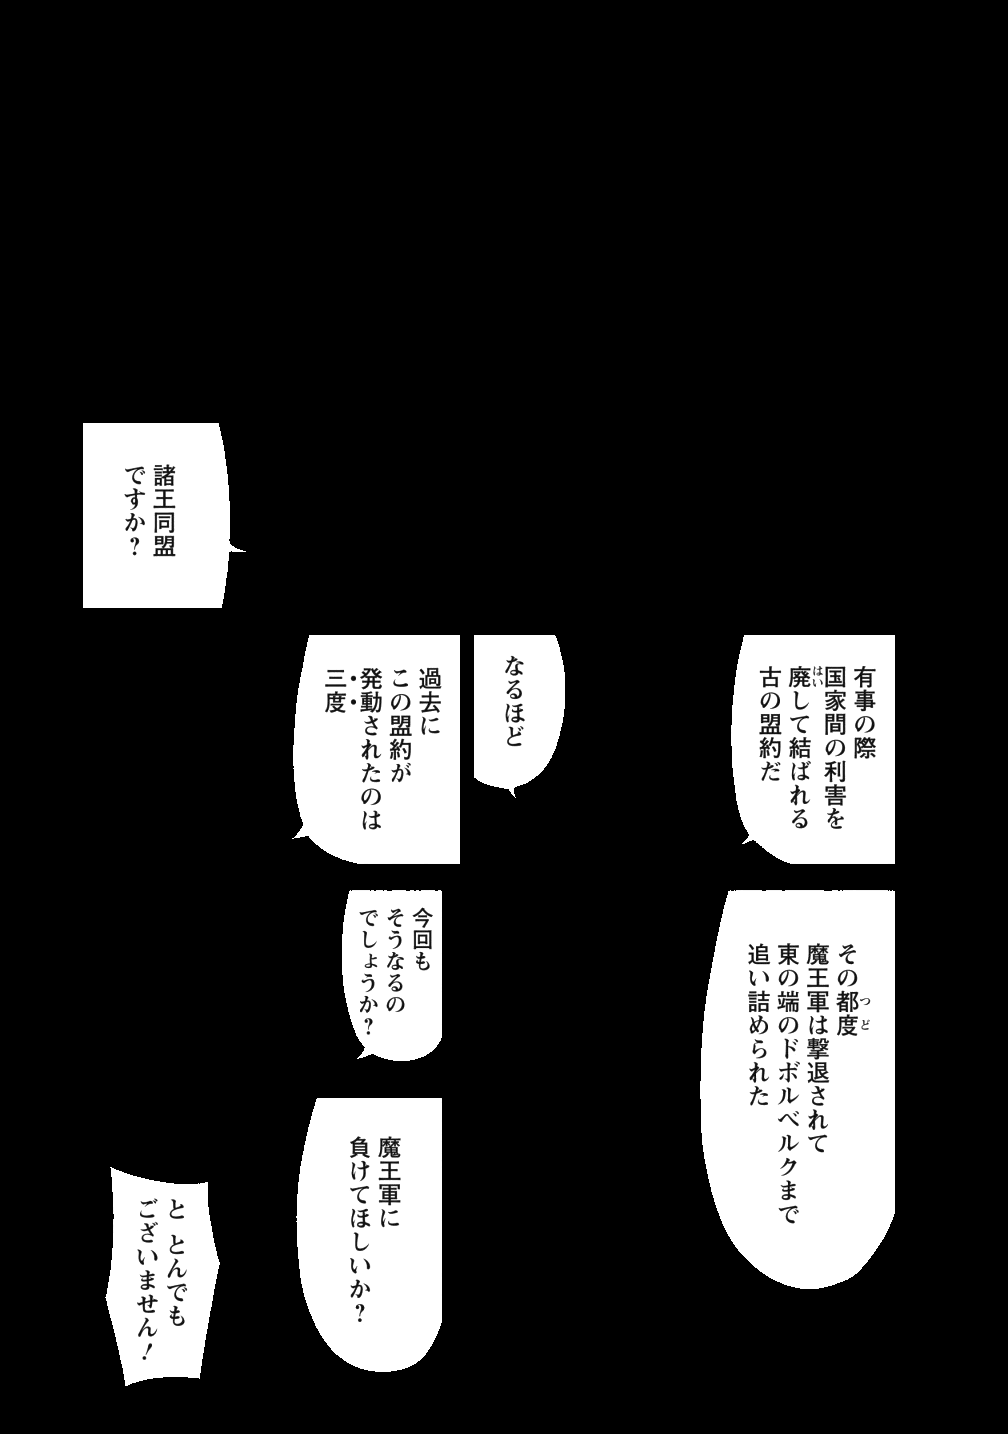 諸王同盟
ですか?
有事の際
国家間の利害を
廃して結ばれる
はい
古の盟約だ
なるほど
過去に
この盟約が
発動されたのは
三度
その都度
つど
魔王軍は撃退されて
東の端のドボルベルクまで
追い詰められた
今回も
そうなるの
でしょうか?
魔王軍に
負けてほしいか?
と とんでも
ございません!